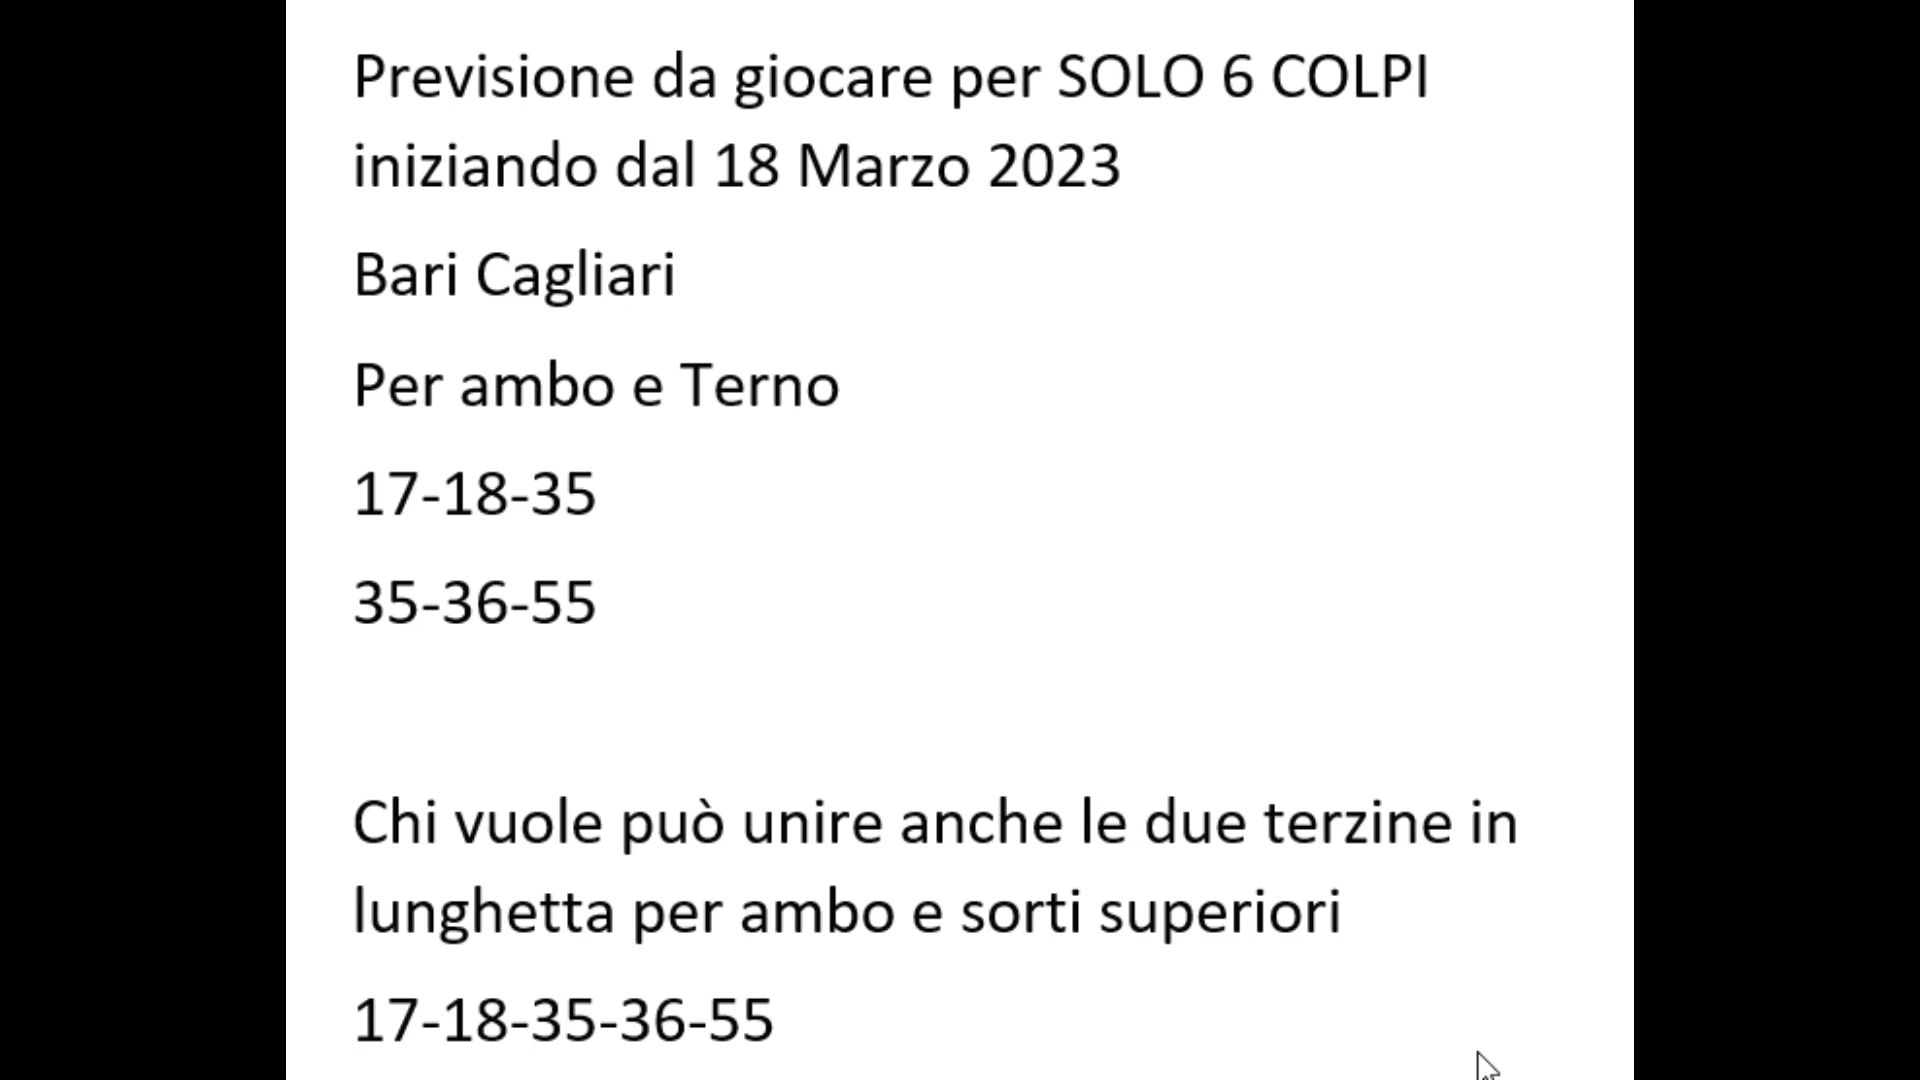 Previsione da giocare per SOLO 6 COLPI
iniziando dal 18 Marzo 2023
Bari Cagliari
Per ambo e Terno
17-18-35
35-36-55
Chi vuole può unire anche le due terzine in
lunghetta per ambo e sorti superiori
17-18-35-36-55